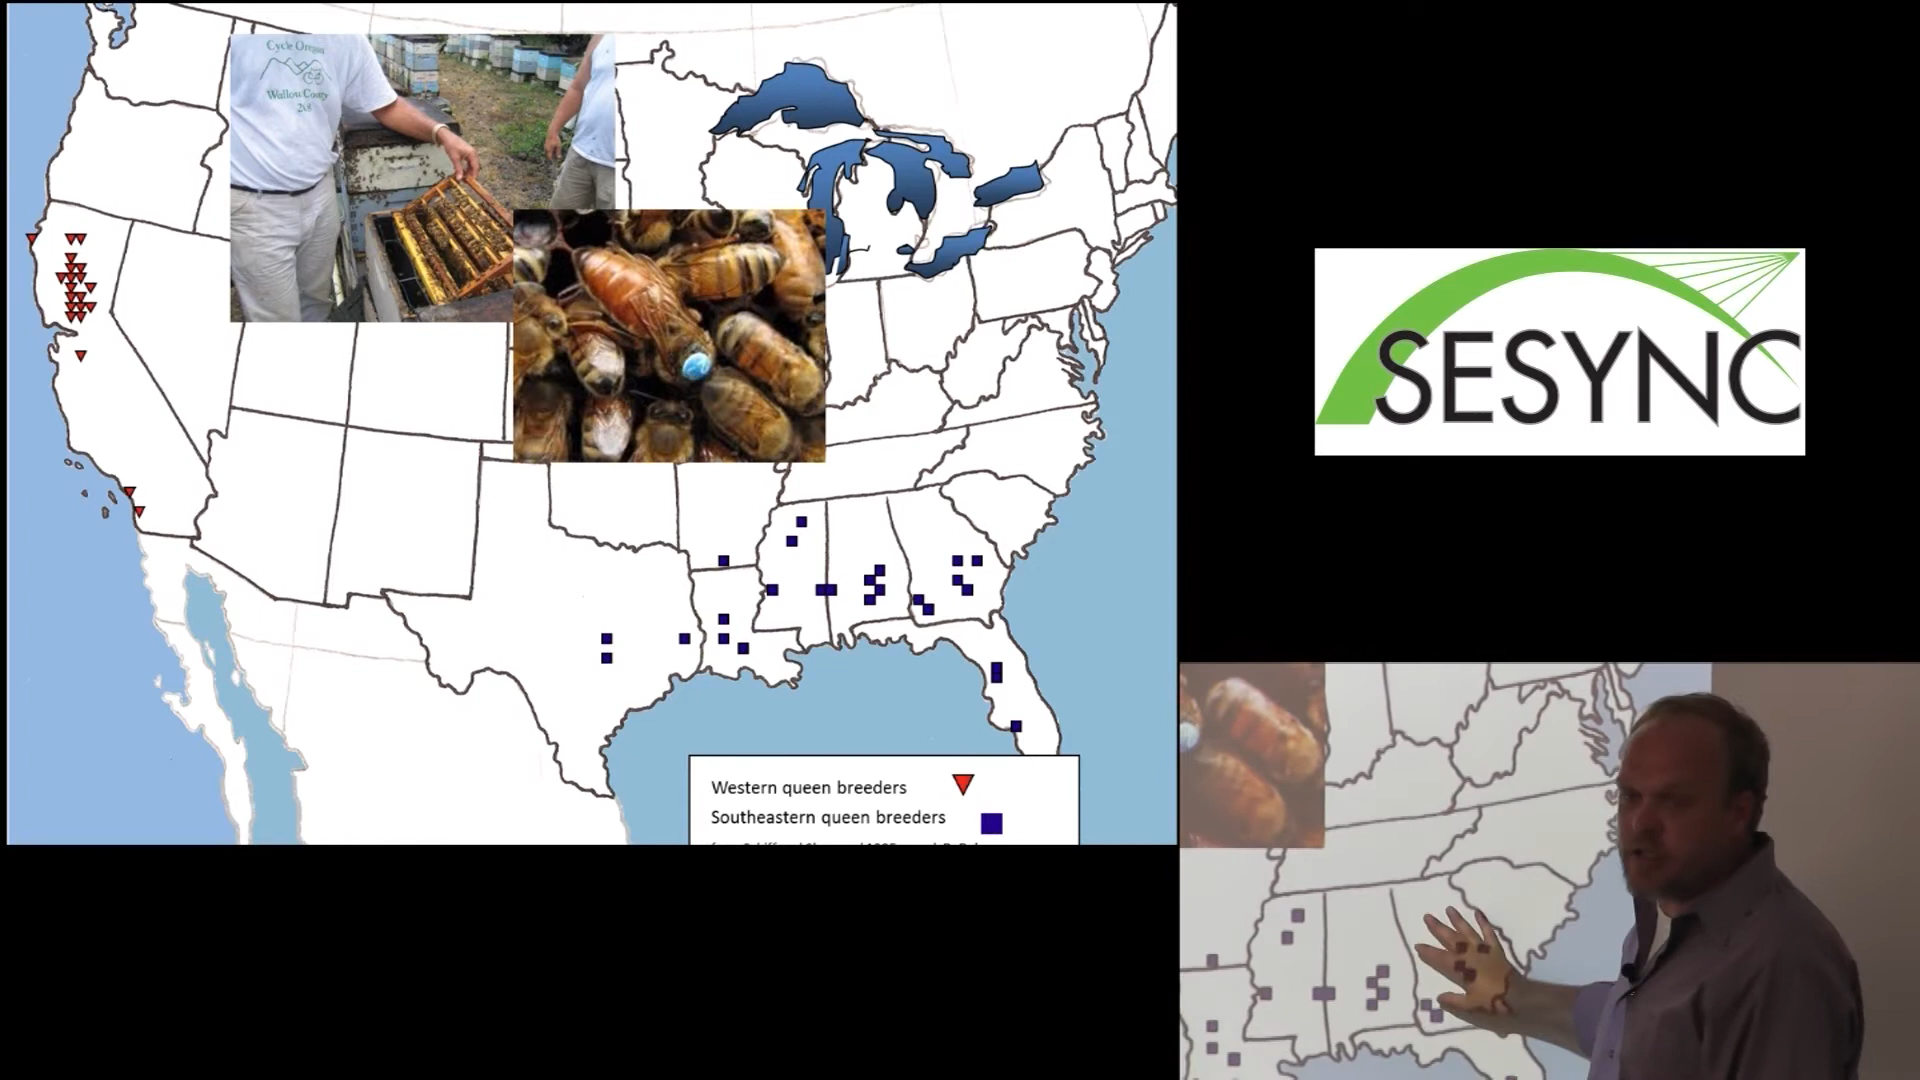 Cycle Oregon
Wallowa County
SESYNC
Western queen breeders
Southeastern queen breeders